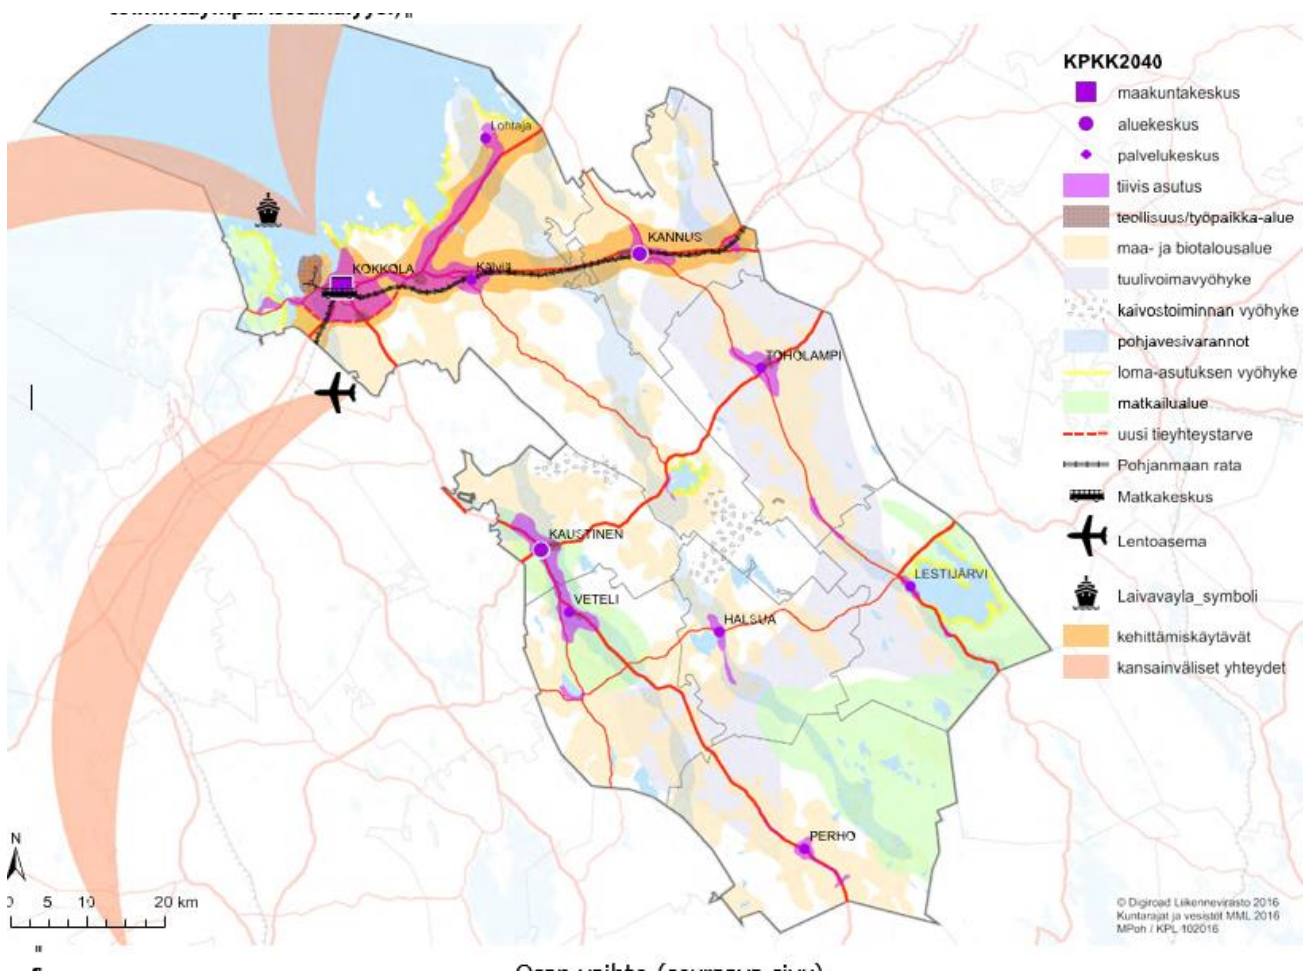 KPKK2040
maakuntakeskus
aluekeskus
palvelukeskus
tiivis asutus
teollisuus/työpaikka-alue
maa- ja biotalousalue
tuulivoimavyöhyke
kaivostoiminnan vyöhyke
pohjavesivarannot
loma-asutuksen vyöhyke
matkailualue
uusi tieyhteystarve
Pohjanmaan rata
Matkakeskus
Lentoasema
Laivavayla_symboli
kehittämiskäytävät
kansainväliset yhteydet
Lohtaja
KANNUS
KOKKOLA
Kälviä
TOHOLAMPI
KAUSTINEN
LESTIJÄRVI
VETELI
HALSUA
PERHO
N
0 5 10 20 km
© Digiroad Liikennevirasto 2016
Kuntarajat ja vesistöt MML 2016
MPoh / KPL 102016